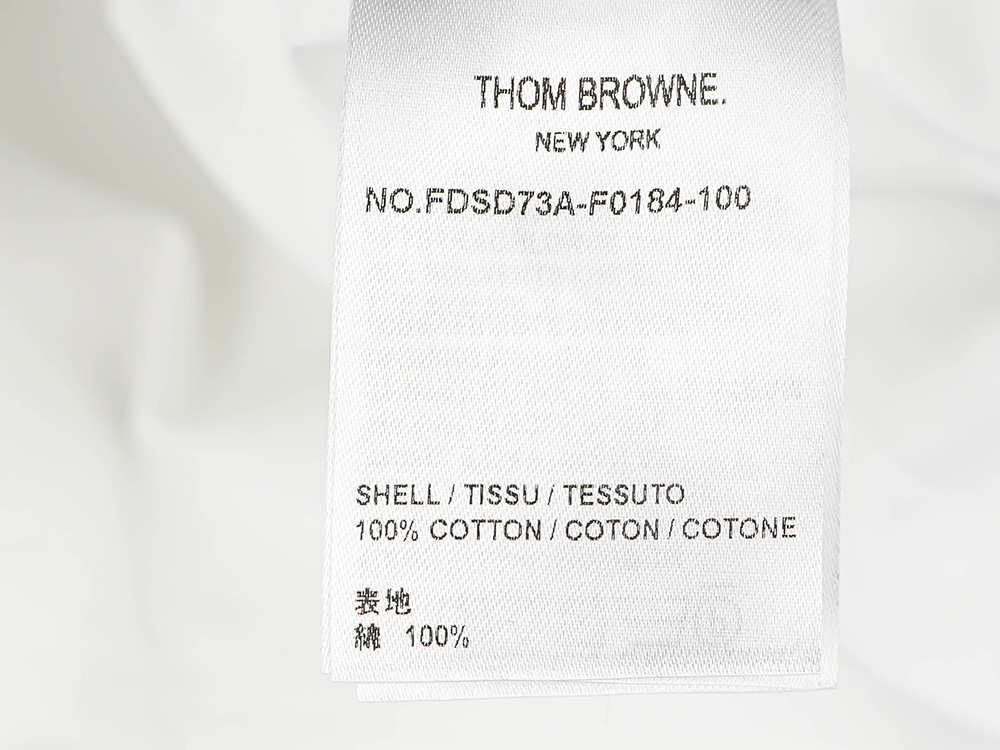 THOM BROWNE.
NEW YORK
NO.FDSD73A-F0184-100
SHELL / TISSU / TESSUTO
100% COTTON / COTON / COTONE
表地
綿 100%